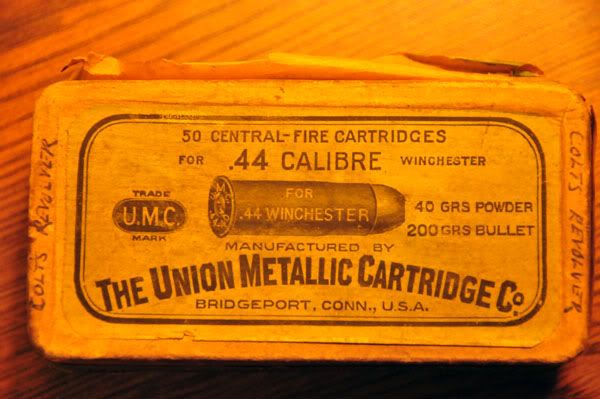 50 CENTRAL-FIRE CARTRIDGES
FOR .44 CALIBRE WINCHESTER
TRADE
U.M.C.
MARK
FOR
.44 WINCHESTER
40 GRS POWDER
200 GRS BULLET
MANUFACTURED BY
THE UNION METALLIC CARTRIDGE Co.
BRIDGEPORT, CONN., U.S.A.
COLTS REVOLVER
COLTS REVOLVER